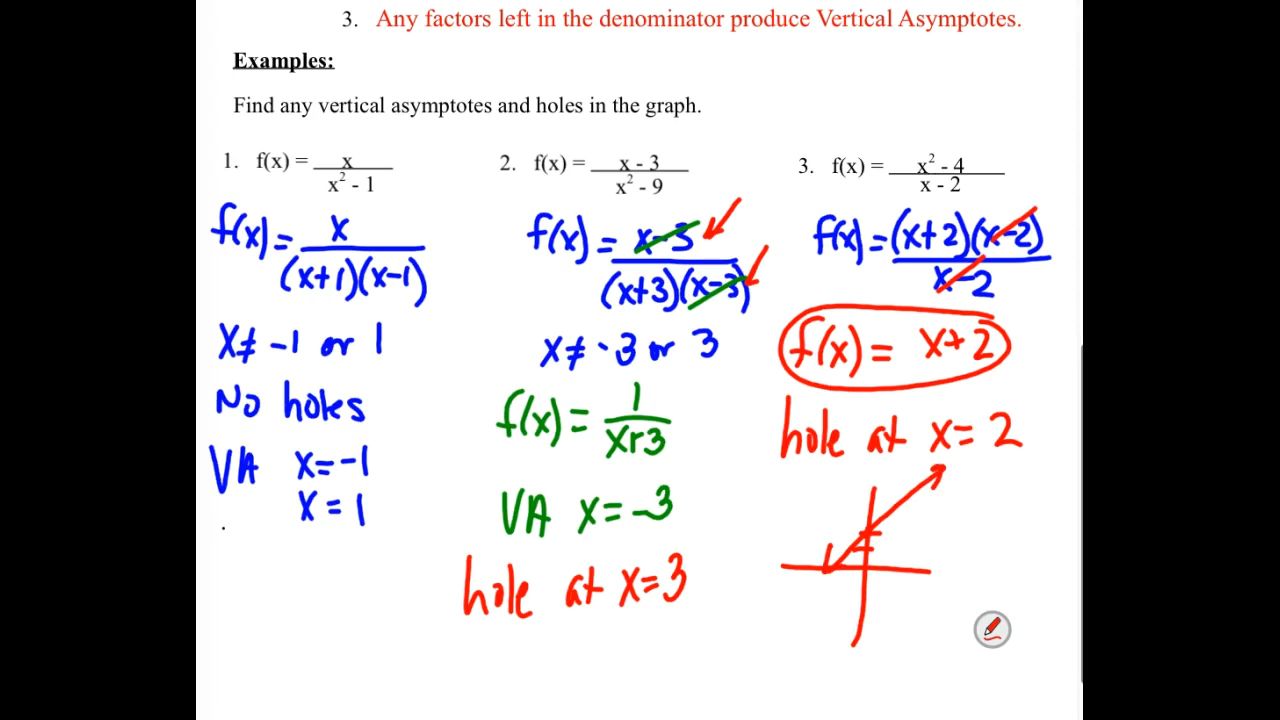 3. Any factors left in the denominator produce Vertical Asymptotes.
Examples:
Find any vertical asymptotes and holes in the graph.
1. f(x) = x
x² - 1
f(x) = x
(x+1)(x-1)
x≠ -1 or 1
No holes
VA x=-1
x=1
2. f(x) = x - 3
x² - 9
f(x) = x-3
(x+3)(x-3)
x≠ -3 or 3
f(x) = 1
x+3
VA x=-3
hole at x=3
3. f(x) = x² - 4
x - 2
f(x) = (x+2)(x-2)
x-2
f(x) = x+2
hole at x=2